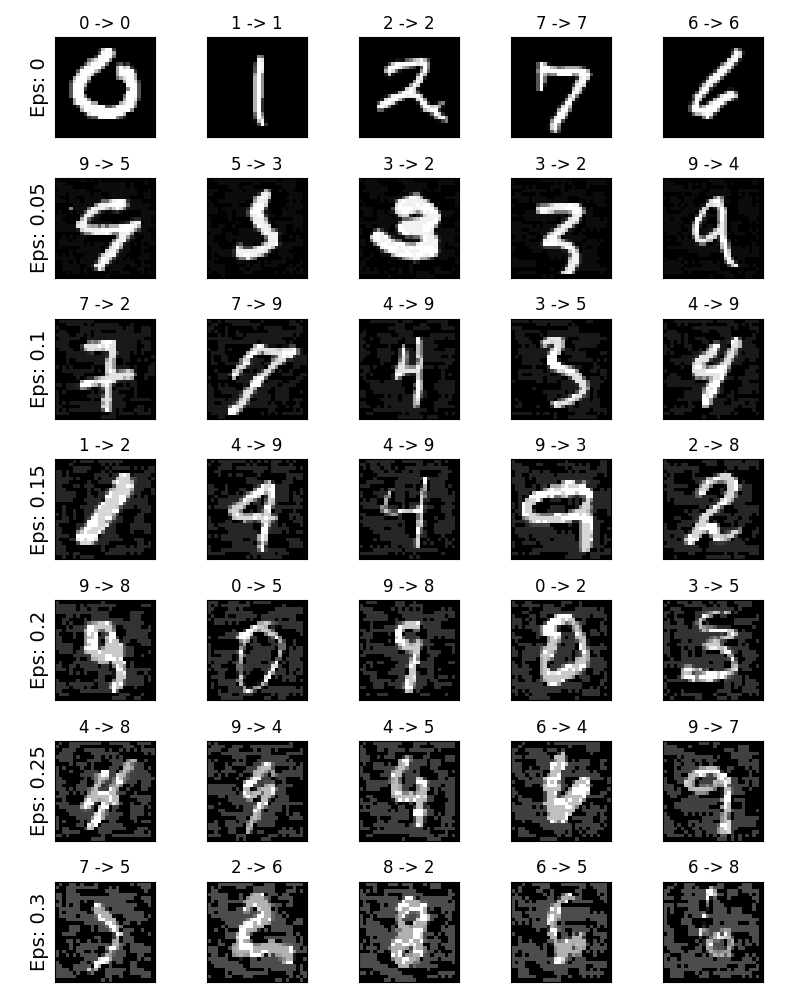 0 -> 0 1 -> 1 2 -> 2 7 -> 7 6 -> 6
Eps: 0
9 -> 5 5 -> 3 3 -> 2 3 -> 2 9 -> 4
Eps: 0.05
7 -> 2 7 -> 9 4 -> 9 3 -> 5 4 -> 9
Eps: 0.1
1 -> 2 4 -> 9 4 -> 9 9 -> 3 2 -> 8
Eps: 0.15
9 -> 8 0 -> 5 9 -> 8 0 -> 2 3 -> 5
Eps: 0.2
4 -> 8 9 -> 4 4 -> 5 6 -> 4 9 -> 7
Eps: 0.25
7 -> 5 2 -> 6 8 -> 2 6 -> 5 6 -> 8
Eps: 0.3